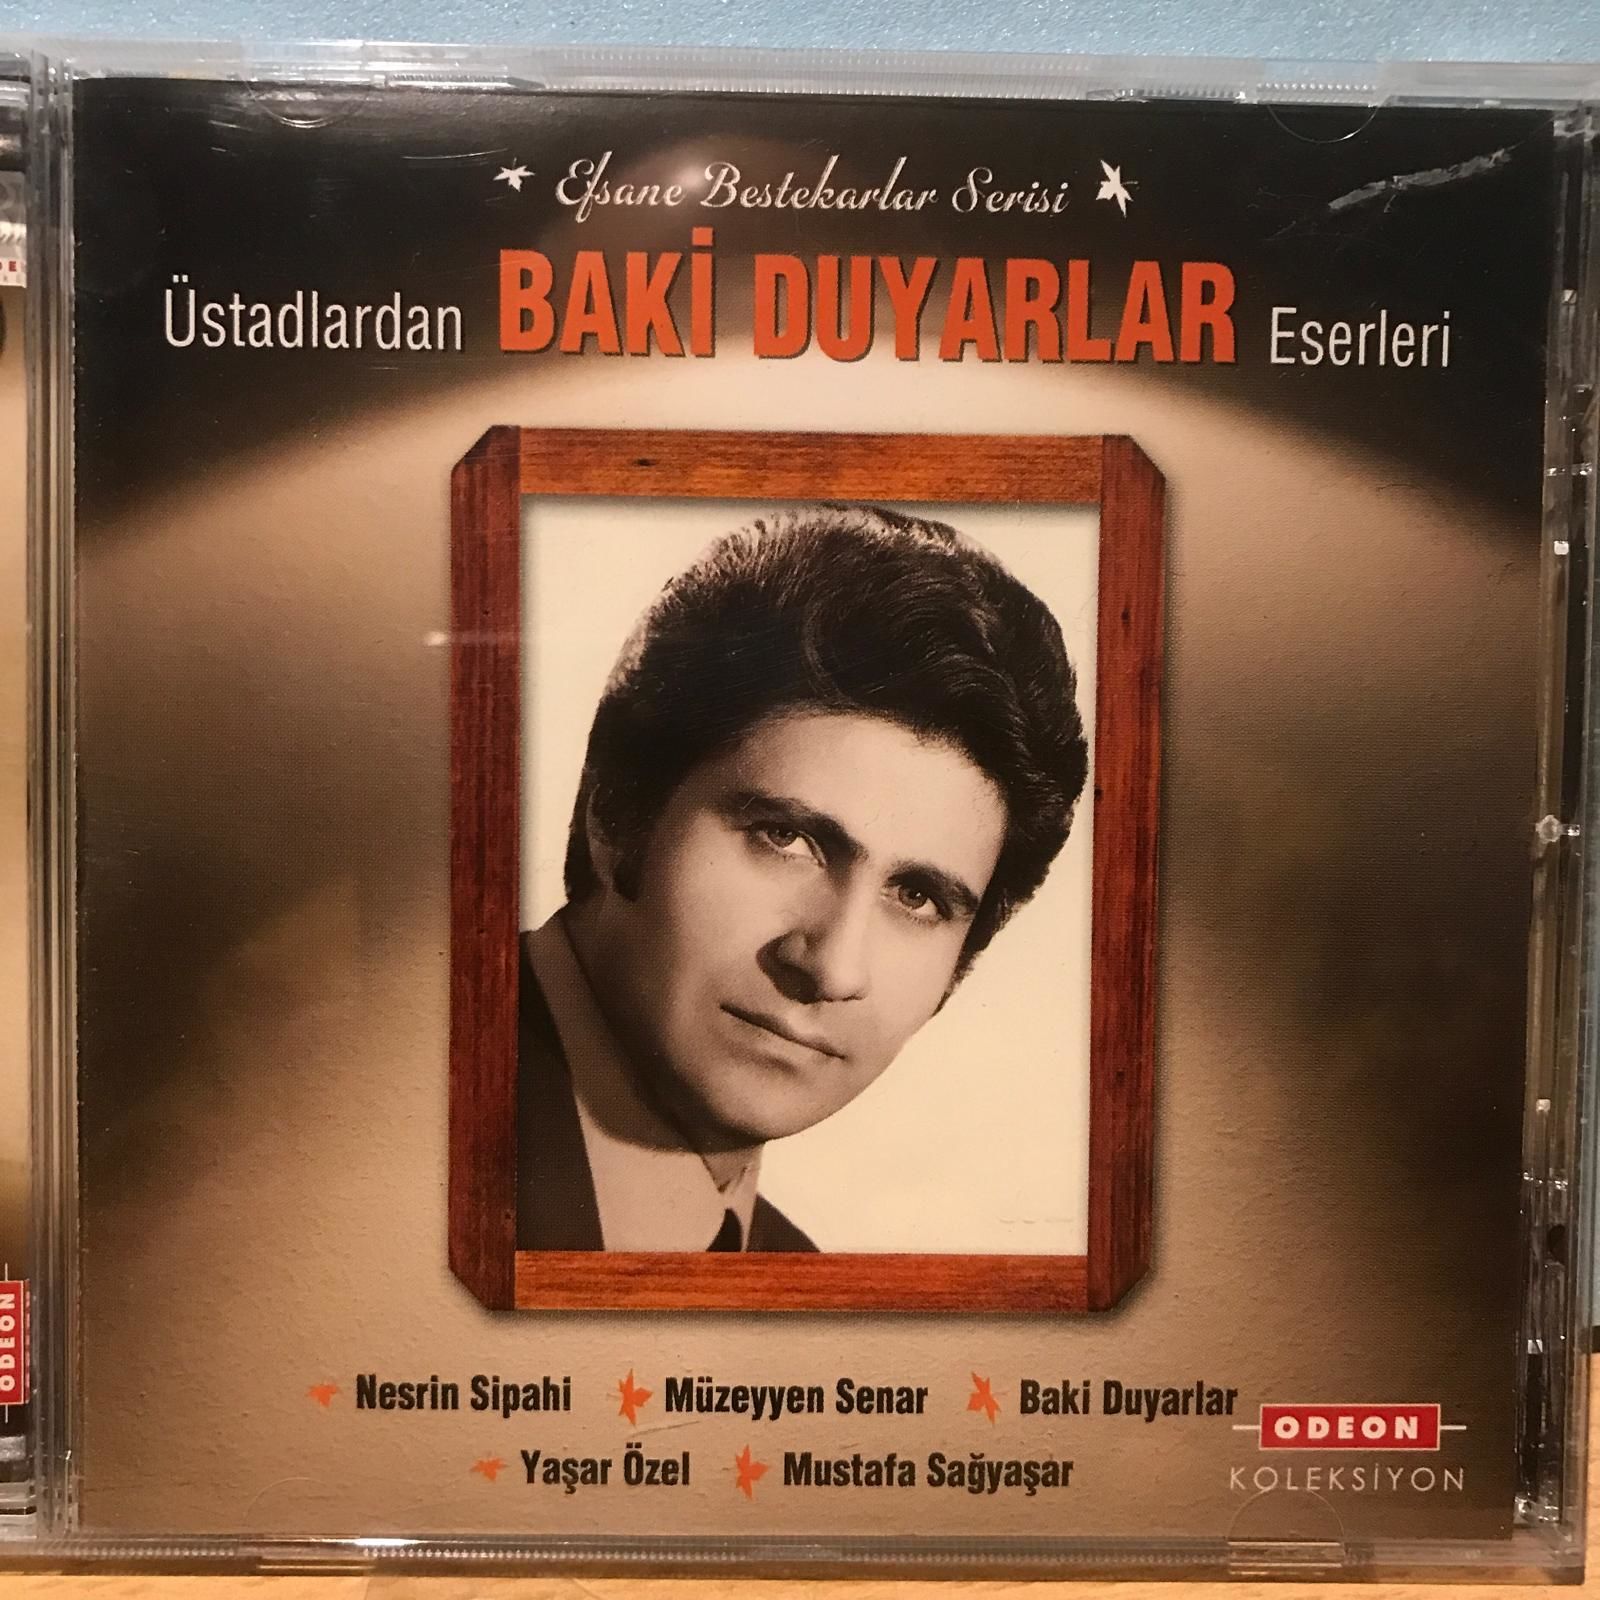 Efsane Bestekarlar Serisi
Üstadlardan BAKİ DUYARLAR Eserleri
Nesrin Sipahi Müzeyyen Senar Baki Duyarlar
Yaşar Özel Mustafa Sağyaşar
ODEON
KOLEKSİYON
ODEON